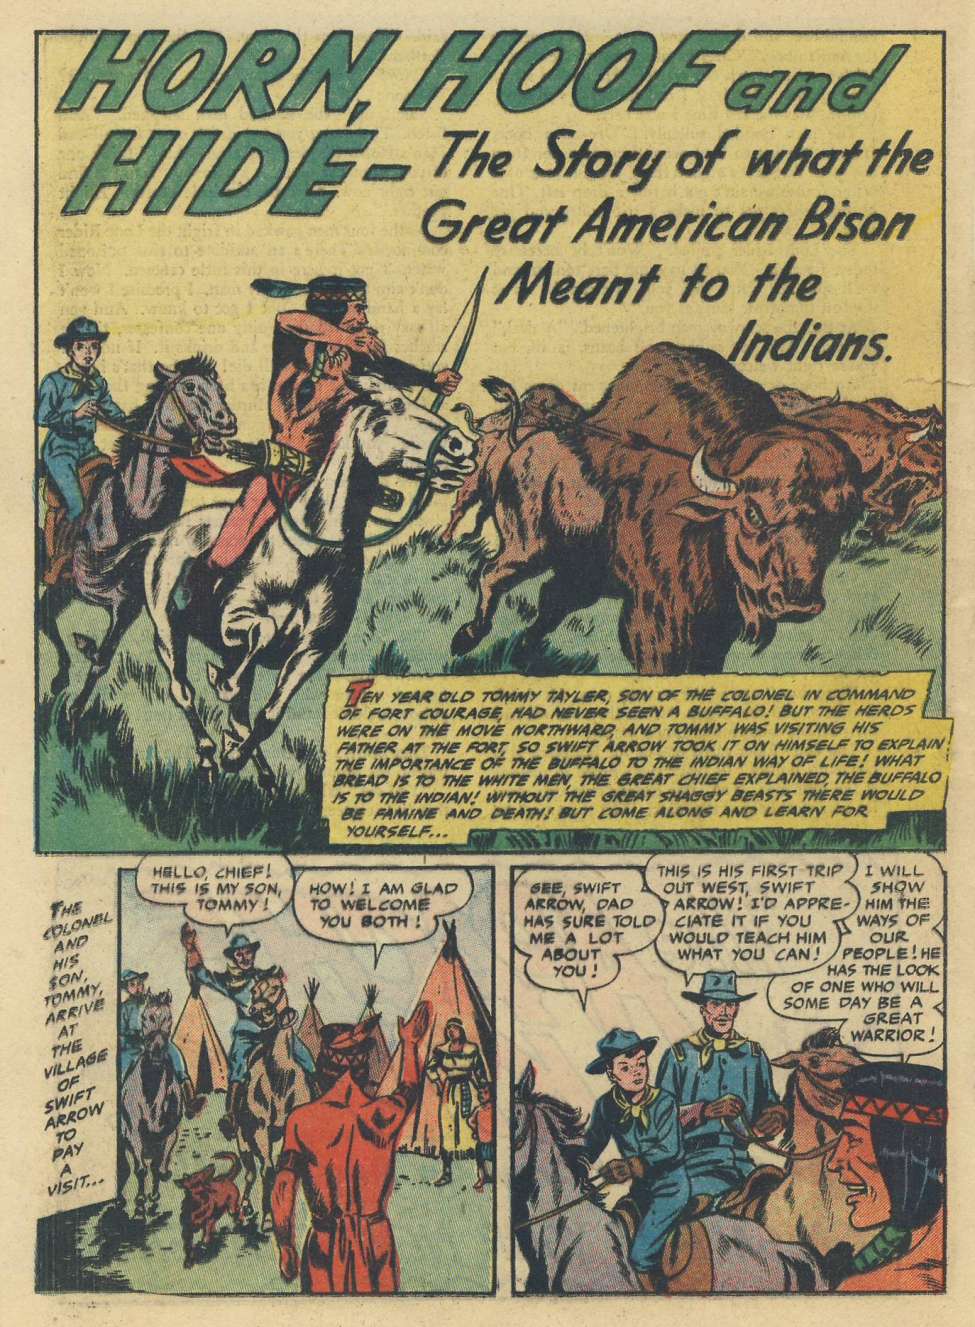 HORN, HOOF and
HIDE-
The Story of what the
Great American Bison
Meant to the
Indians.
TEN YEAR OLD TOMMY TAYLER, SON OF THE COLONEL IN COMMAND
OF FORT COURAGE, HAD NEVER SEEN A BUFFALO! BUT THE HERDS
WERE ON THE MOVE NORTHWARD, AND TOMMY WAS VISITING HIS
FATHER AT THE FORT, SO SWIFT ARROW TOOK IT ON HIMSELF TO EXPLAIN
THE IMPORTANCE OF THE BUFFALO TO THE INDIAN WAY OF LIFE! WHAT
BREAD IS TO THE WHITE MEN, THE GREAT CHIEF EXPLAINED, THE BUFFALO
IS TO THE INDIAN! WITHOUT THE GREAT SHAGGY BEASTS THERE WOULD
BE FAMINE AND DEATH! BUT COME ALONG AND LEARN FOR
YOURSELF...
THE
COLONEL
AND
HIS
SON,
TOMMY,
ARRIVE
AT
THE
VILLAGE
OF
SWIFT
ARROW
TO
PAY
A
VISIT...
HELLO, CHIEF!
THIS IS MY SON,
TOMMY!
HOW! I AM GLAD
TO WELCOME
YOU BOTH!
GEE, SWIFT
ARROW, DAD
HAS SURE TOLD
ME A LOT
ABOUT
YOU!
THIS IS HIS FIRST TRIP
OUT WEST, SWIFT
ARROW! I'D APPRE-
CIATE IT IF YOU
WOULD TEACH HIM
WHAT YOU CAN!
I WILL
SHOW
HIM THE
WAYS OF
OUR
PEOPLE! HE
HAS THE LOOK
OF ONE WHO WILL
SOME DAY BE A
GREAT
WARRIOR!